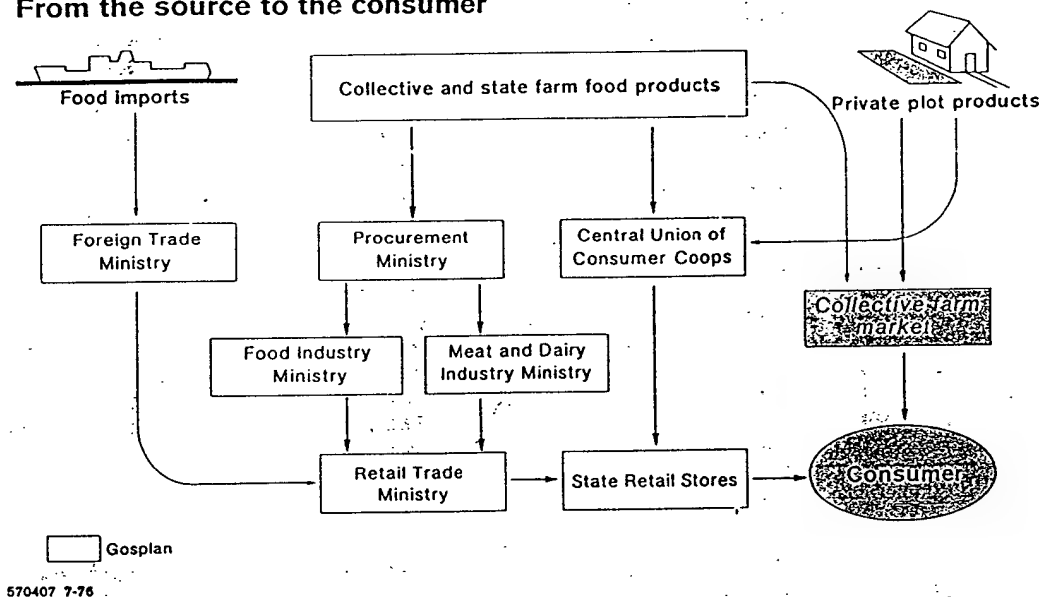 From the source to the consumer
Food imports
Collective and state farm food products
Private plot products
Foreign Trade
Ministry
Procurement
Ministry
Central Union of
Consumer Coops
Collective farm
market
Food Industry
Ministry
Meat and Dairy
Industry Ministry
Retail Trade
Ministry
State Retail Stores
Consumer
Gosplan
570407 7-76